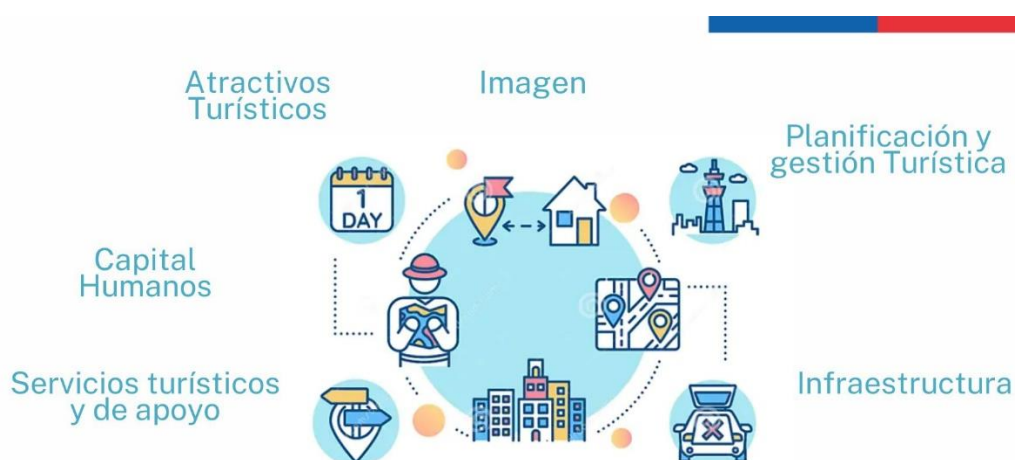 Atractivos
Turísticos
Imagen
Planificación y
gestión Turística
1
DAY
Capital
Humanos
Servicios turísticos
y de apoyo
Infraestructura